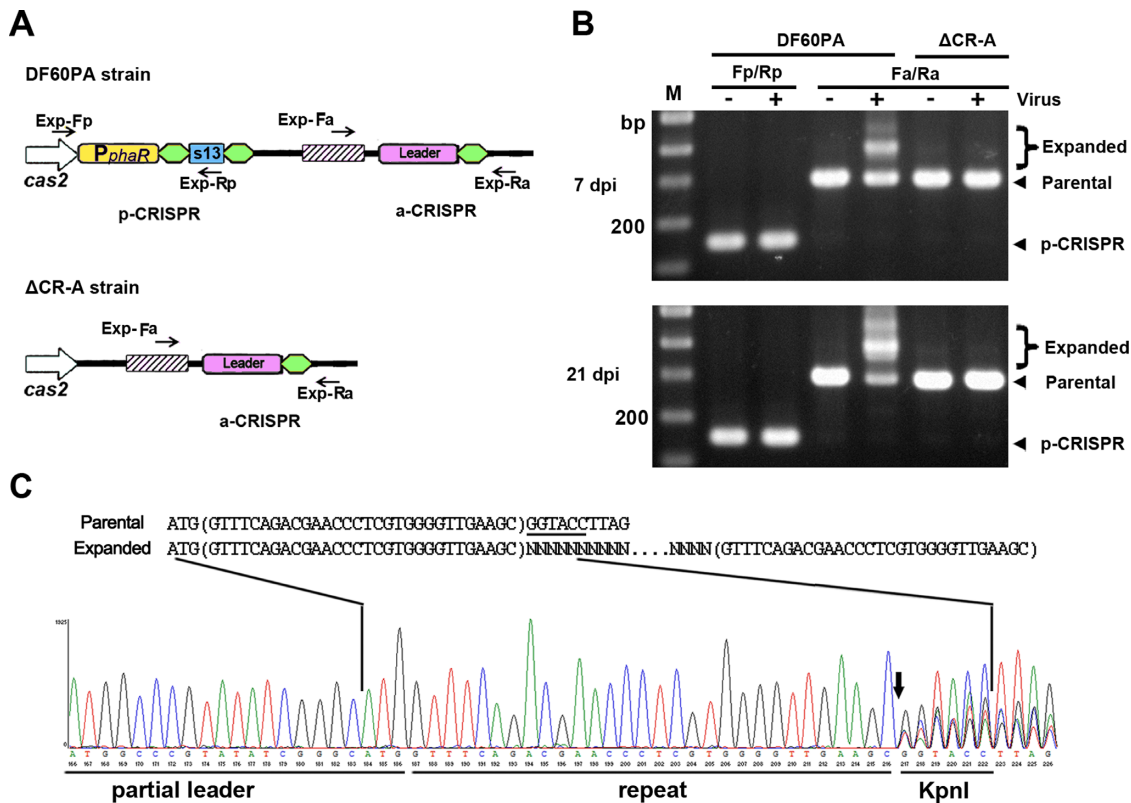 A
DF60PA strain
Exp-Fp
Exp-Fa
PphaR
s13
Leader
cas2
Exp-Rp
Exp-Ra
p-CRISPR
a-CRISPR
ΔCR-A strain
Exp-Fa
Leader
cas2
Exp-Ra
a-CRISPR
B
DF60PA
ΔCR-A
Fp/Rp
Fa/Ra
M
- + - + - + Virus
bp
Expanded
7 dpi
Parental
200
p-CRISPR
Expanded
21 dpi
Parental
200
p-CRISPR
C
Parental ATG(GTTTCAGACGAACCCTCGTGGGGTTGAAGC)GGTACCTTAG
Expanded ATG(GTTTCAGACGAACCCTCGTGGGGTTGAAGC)NNNNNNNNNN....NNNN(GTTTCAGACGAACCCTCGTGGGGTTGAAGC)
A T G G C C C G T A T A T C G G G C A T G G T T T C A G A C G A A C C C T C G T G G G G T T G A A G C G G T A C T T A G
partial leader
repeat
KpnI